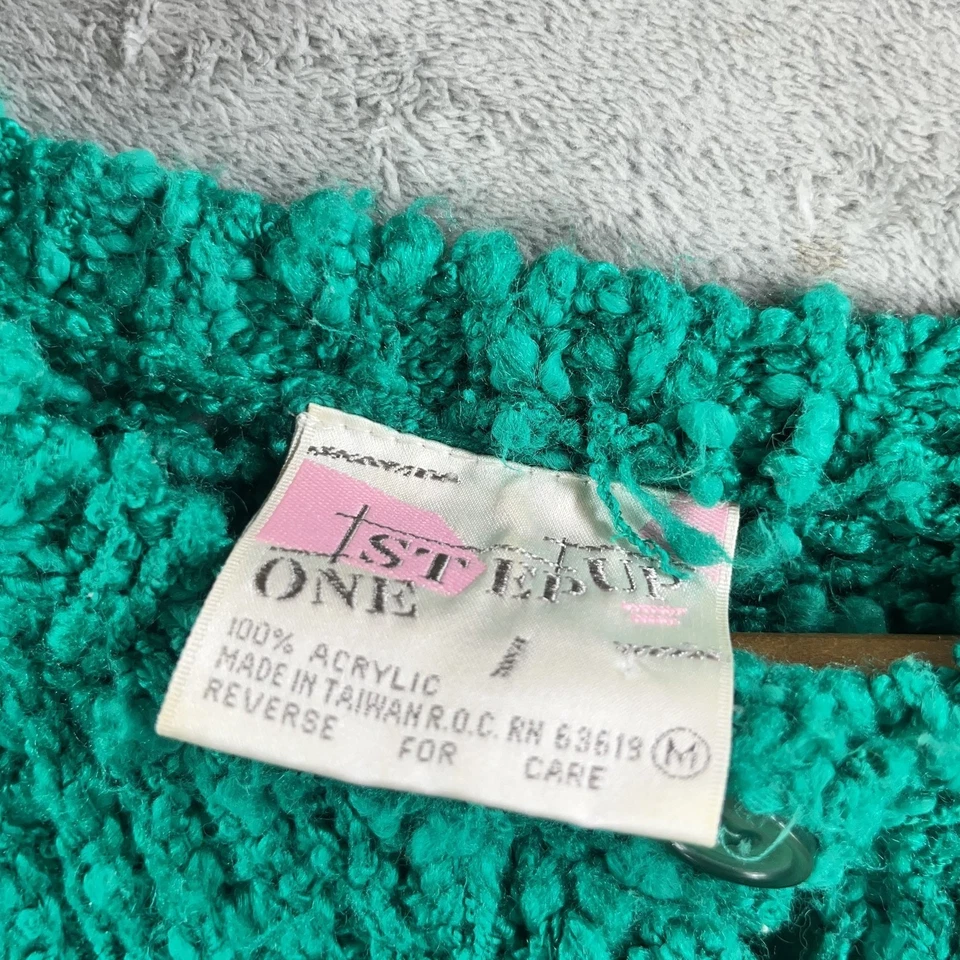 STEP UP
ONE
100% ACRYLIC
MADE IN TAIWAN R.O.C. RN 63619 M
REVERSE FOR CARE